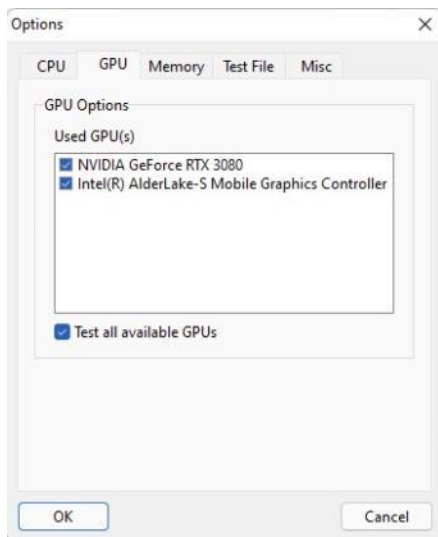 Options
CPU GPU Memory Test File Misc
GPU Options
Used GPU(s)
NVIDIA GeForce RTX 3080
Intel(R) AlderLake-S Mobile Graphics Controller
Test all available GPUs
OK Cancel